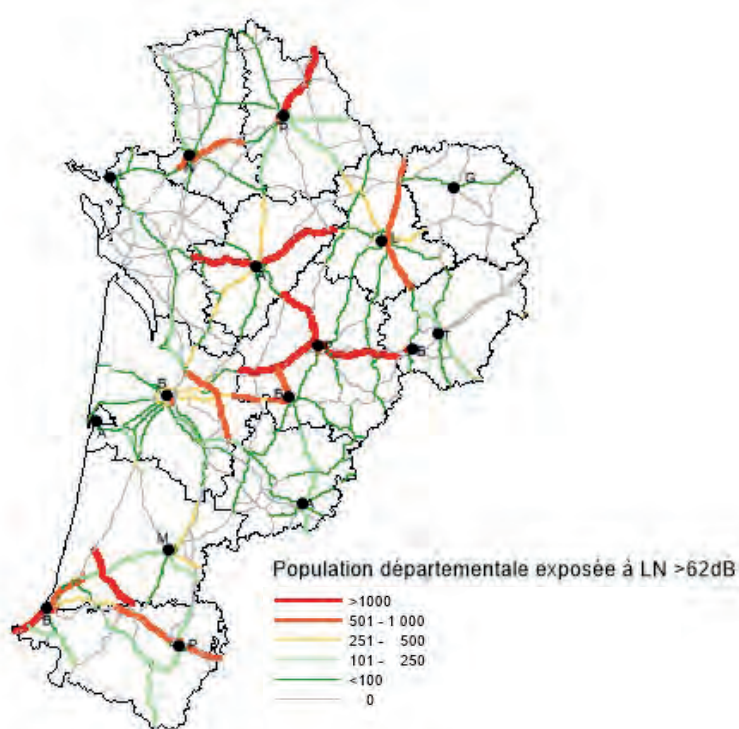 P
G
B
B
B
A
M
B
P
Population départementale exposée à LN >62dB
>1000
501 - 1 000
251 - 500
101 - 250
<100
0